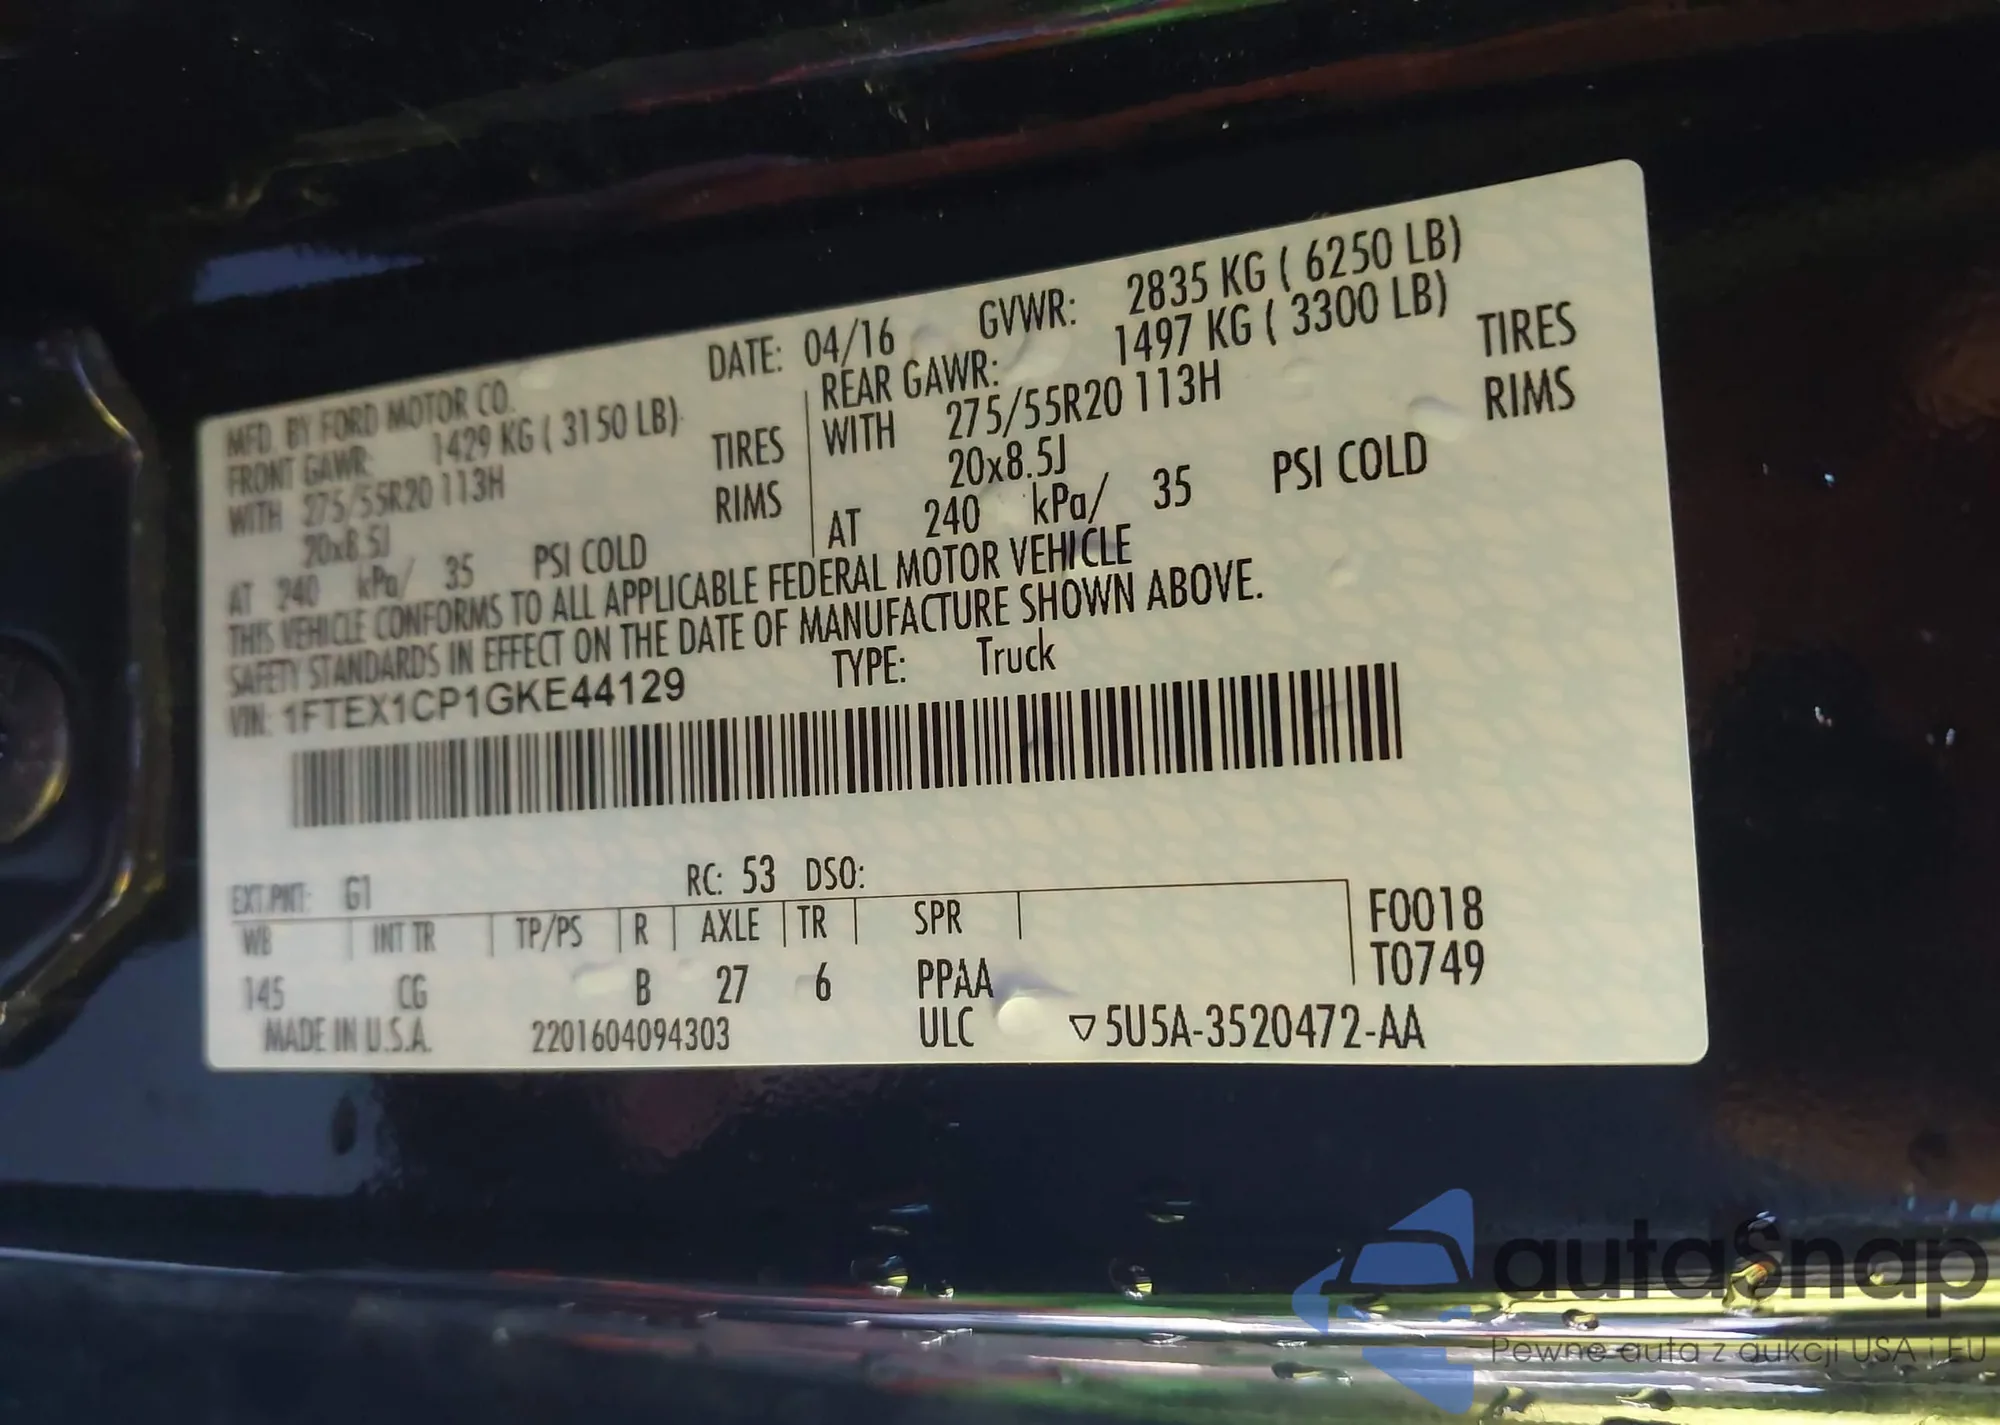 MFD. BY FORD MOTOR CO.
DATE: 04/16
GVWR: 2835 KG ( 6250 LB)
FRONT GAWR: 1429 KG ( 3150 LB)
WITH 275/55R20 113H TIRES
20x8.5J RIMS
AT 240 kPa/ 35 PSI COLD
REAR GAWR: 1497 KG ( 3300 LB)
WITH 275/55R20 113H TIRES
20x8.5J RIMS
AT 240 kPa/ 35 PSI COLD
THIS VEHICLE CONFORMS TO ALL APPLICABLE FEDERAL MOTOR VEHICLE
SAFETY STANDARDS IN EFFECT ON THE DATE OF MANUFACTURE SHOWN ABOVE.
VIN: 1FTEX1CP1GKE44129
TYPE: Truck
EXT.PNT: G1 RC: 53 DSO:
WB INT TR TP/PS R AXLE TR SPR
145 CG B 27 6 PPAA
F0018
T0749
MADE IN U.S.A. 2201604094303 ULC ▽5U5A-3520472-AA
autaSnap
Pewne auta z aukcji USA i EU